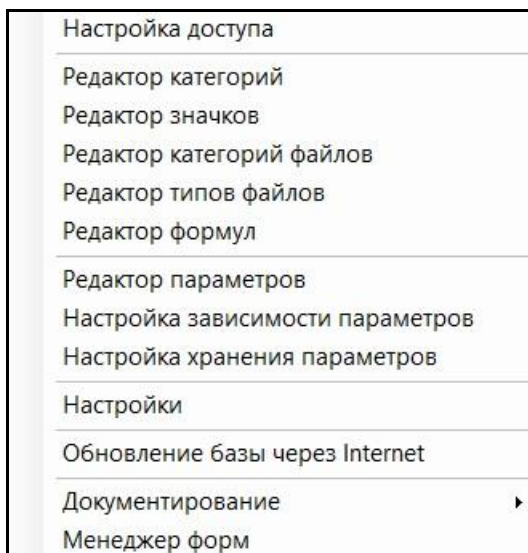 Настройка доступа
Редактор категорий
Редактор значков
Редактор категорий файлов
Редактор типов файлов
Редактор формул
Редактор параметров
Настройка зависимости параметров
Настройка хранения параметров
Настройки
Обновление базы через Internet
Документирование
Менеджер форм